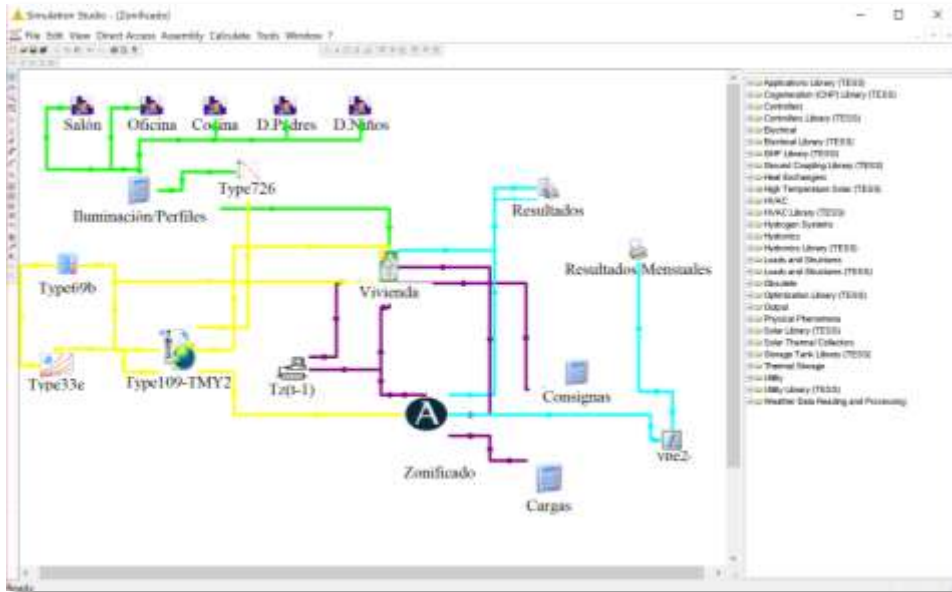 Simulation Studio - [Zonificado]
File Edit View Direct Access Assembly Calculate Tools Window ?
Salón Oficina Cocina D.Padres D.Niños
Type726
Iluminación/Perfiles
Resultados
Resultados Mensuales
Type69b
Vivienda
Type33e
Type109-TMY2
Tz(t-1)
Consignas
Zonificado
Cargas
Ready
Applications Library (TESS)
Cogeneration (CHP) Library (TESS)
Controllers
Controllers Library (TESS)
Electrical
Electrical Library (TESS)
GHP Library (TESS)
Ground Coupling Library (TESS)
Heat Exchangers
High Temperature Solar (TESS)
HVAC
HVAC Library (TESS)
Hydrogen Systems
Hydronics
Hydronics Library (TESS)
Loads and Structures
Loads and Structures (TESS)
Obsolete
Optimization Library (TESS)
Output
Physical Phenomena
Solar Library (TESS)
Solar Thermal Collectors
Storage Tank Library (TESS)
Thermal Storage
Utility
Utility Library (TESS)
Weather Data Reading and Processing